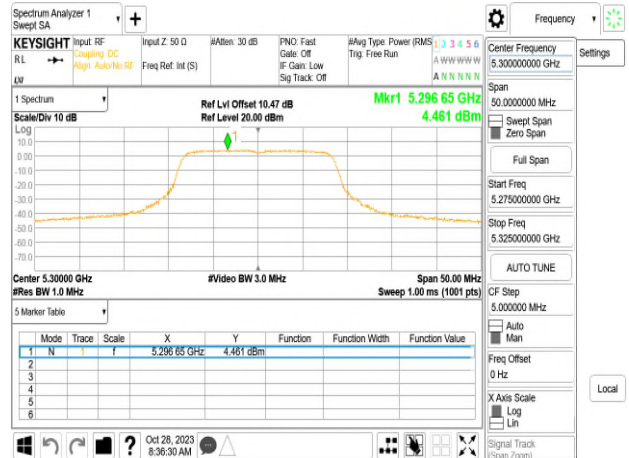 Spectrum Analyzer 1
Swept SA
+
Frequency
KEYSIGHT
RL
Input: RF
Coupling: DC
Align: Auto/No RF
Input Z: 50 Ω
Freq Ref: Int (S)
#Atten: 30 dB
PNO: Fast
Gate: Off
IF Gain: Low
Sig Track: Off
#Avg Type: Power (RMS
Trig: Free Run
1 2 3 4 5 6
A W W W W W
A N N N N N
Settings
Center Frequency
5.300000000 GHz
Span
50.0000000 MHz
Swept Span
Zero Span
Full Span
Start Freq
5.275000000 GHz
Stop Freq
5.325000000 GHz
AUTO TUNE
CF Step
5.000000 MHz
Auto
Man
Freq Offset
0 Hz
X Axis Scale
Log
Lin
Signal Track
(Span Zoom)
Local
1 Spectrum
Scale/Div 10 dB
Ref Lvl Offset 10.47 dB
Ref Level 20.00 dBm
Mkr1 5.296 65 GHz
4.461 dBm
Log
10.0
0.00
-10.0
-20.0
-30.0
-40.0
-50.0
-60.0
-70.0
1
Center 5.30000 GHz
#Res BW 1.0 MHz
#Video BW 3.0 MHz
Span 50.00 MHz
Sweep 1.00 ms (1001 pts)
5 Marker Table
Mode Trace Scale X Y Function Function Width Function Value
1 N 1 f 5.296 65 GHz 4.461 dBm
2
3
4
5
6
?
Oct 28, 2023
8:36:30 AM